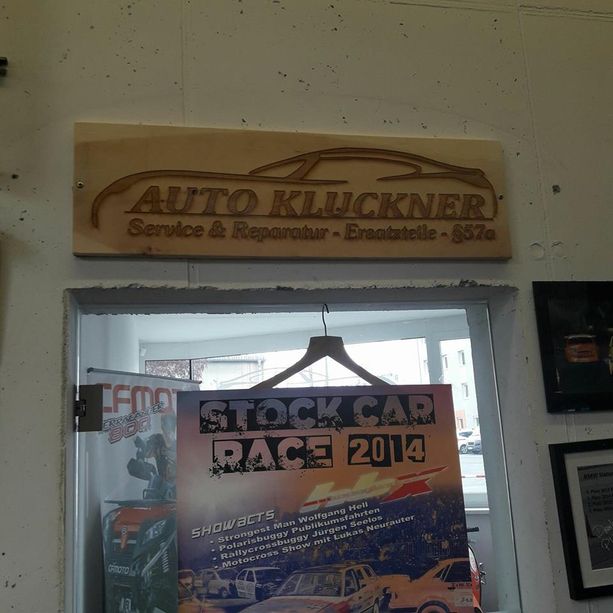 AUTO KLUCKNER
Service & Reparatur - Ersatzteile - §57a
CFMOTO
STOCK CAR
RACE 2014
SHOWACTS
• Strongest Man Wolfgang Hell
• Polarisbuggy Publikumsfahrten
• Rallycrossbuggy Jürgen Seelos
• Motocross Show mit Lukas Neurauter
CFMOTO